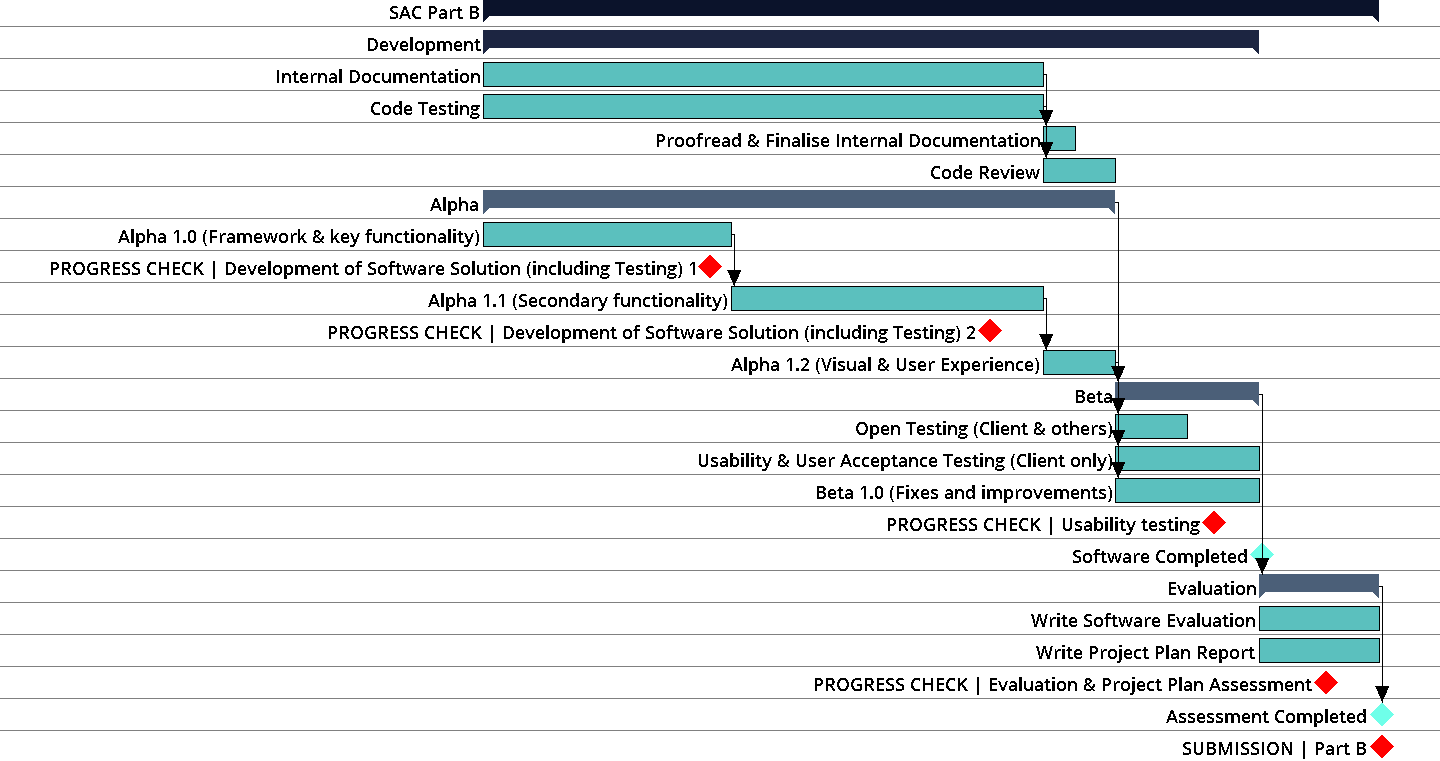 SAC Part B
Development
Internal Documentation
Code Testing
Proofread & Finalise Internal Documentation
Code Review
Alpha
Alpha 1.0 (Framework & key functionality)
PROGRESS CHECK | Development of Software Solution (including Testing) 1
Alpha 1.1 (Secondary functionality)
PROGRESS CHECK | Development of Software Solution (including Testing) 2
Alpha 1.2 (Visual & User Experience)
Beta
Open Testing (Client & others)
Usability & User Acceptance Testing (Client only)
Beta 1.0 (Fixes and improvements)
PROGRESS CHECK | Usability testing
Software Completed
Evaluation
Write Software Evaluation
Write Project Plan Report
PROGRESS CHECK | Evaluation & Project Plan Assessment
Assessment Completed
SUBMISSION | Part B